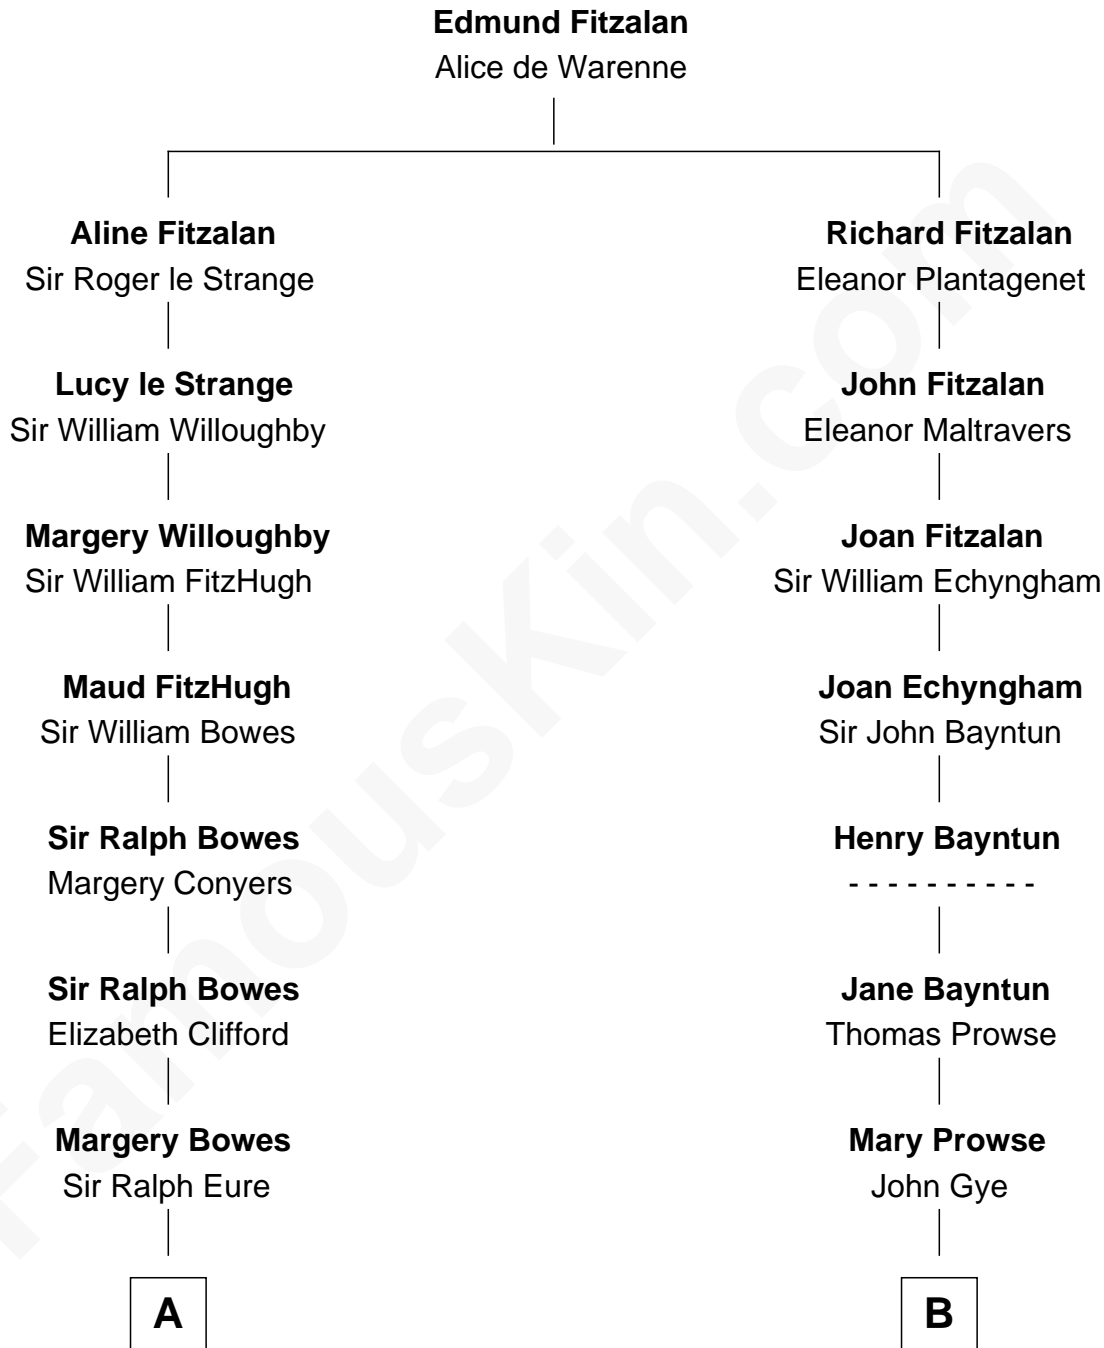 Edmund Fitzalan
Alice de Warenne
Aline Fitzalan
Sir Roger le Strange
Richard Fitzalan
Eleanor Plantagenet
Lucy le Strange
Sir William Willoughby
John Fitzalan
Eleanor Maltravers
Margery Willoughby
Sir William FitzHugh
Joan Fitzalan
Sir William Echyngham
Maud FitzHugh
Sir William Bowes
Joan Echyngham
Sir John Bayntun
Sir Ralph Bowes
Margery Conyers
Henry Bayntun
- - - - - - - - - -
Sir Ralph Bowes
Elizabeth Clifford
Jane Bayntun
Thomas Prowse
Margery Bowes
Sir Ralph Eure
Mary Prowse
John Gye
A
B
FamousKin.com